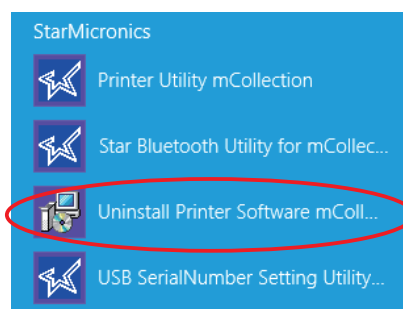 StarMicronics
Printer Utility mCollection
Star Bluetooth Utility for mCollec...
Uninstall Printer Software mColl...
USB SerialNumber Setting Utility...